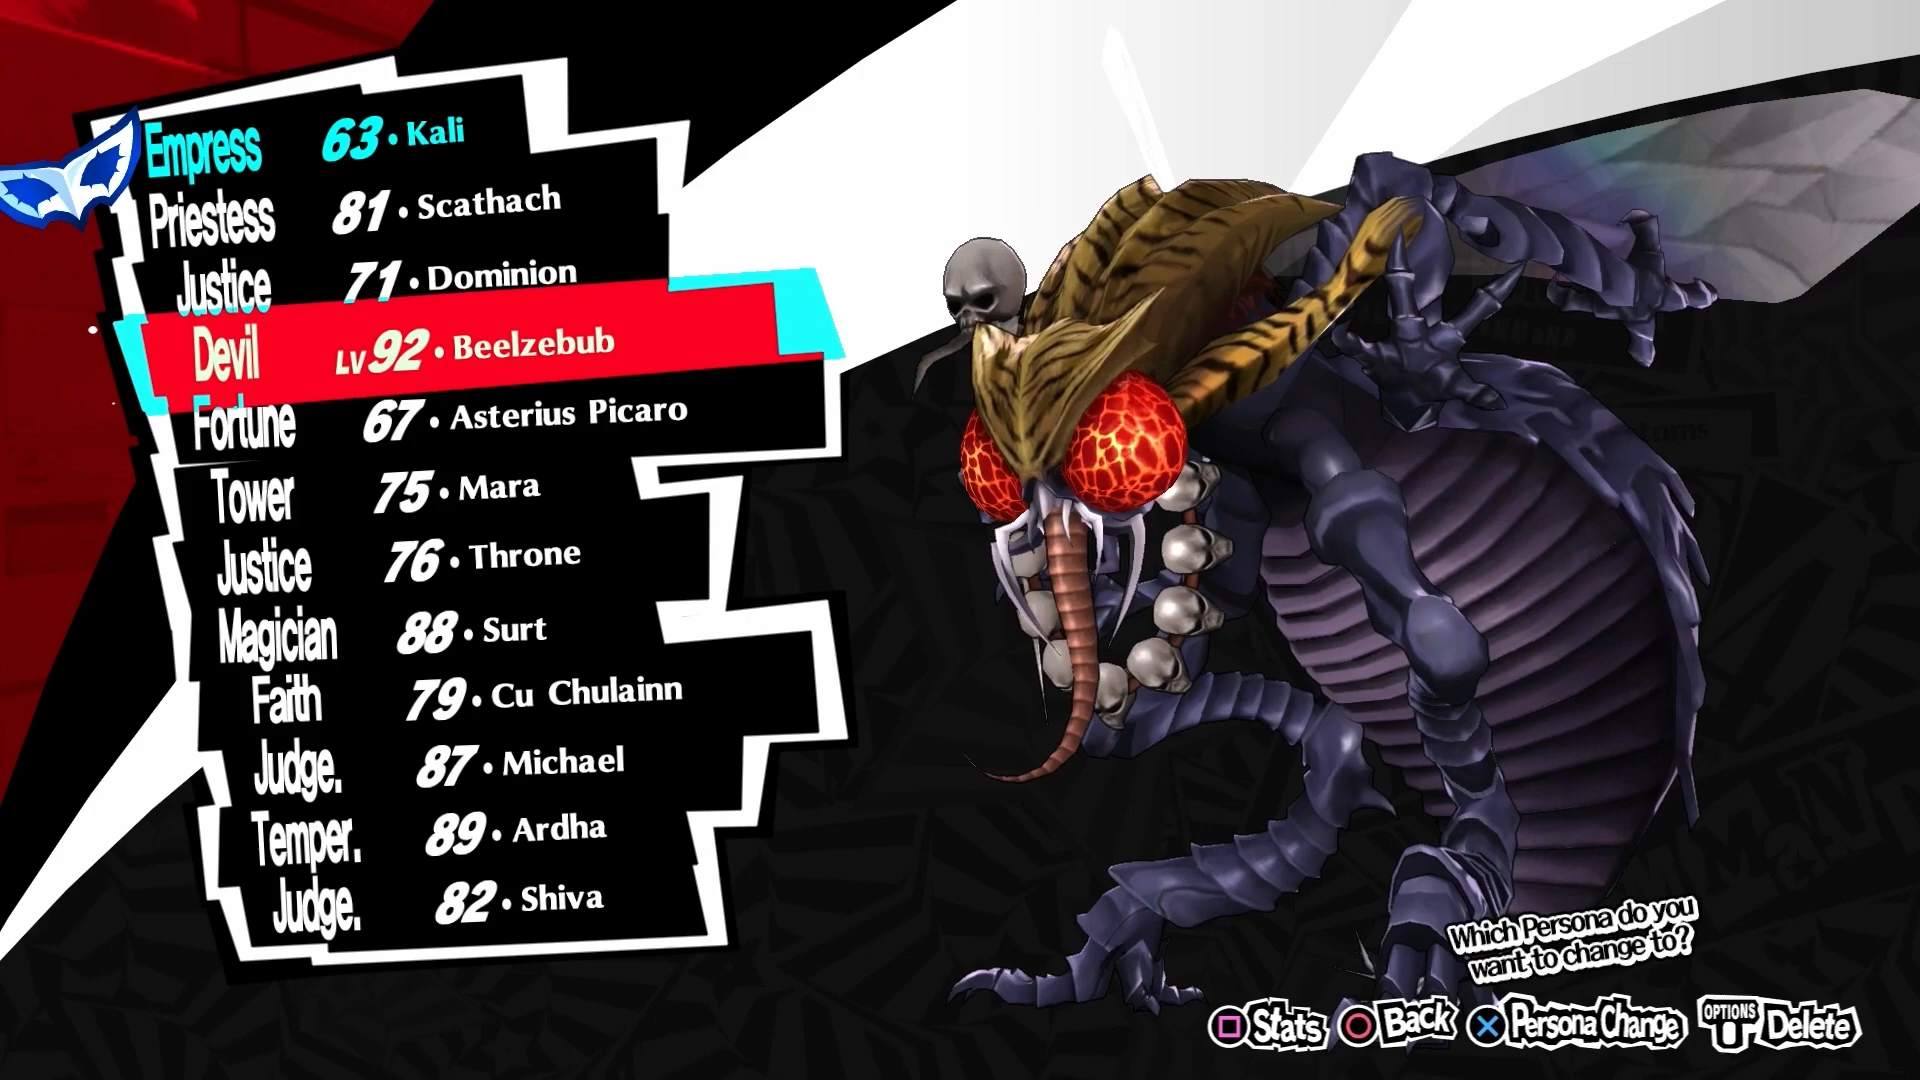 Empress 63 • Kali
Priestess 81 • Scathach
Justice 71 • Dominion
Devil LV 92 • Beelzebub
Fortune 67 • Asterius Picaro
Tower 75 • Mara
Justice 76 • Throne
Magician 88 • Surt
Faith 79 • Cu Chulainn
Judge. 87 • Michael
Temper. 89 • Ardha
Judge. 82 • Shiva
Which Persona do you
want to change to?
Stats Back Persona Change OPTIONS Delete